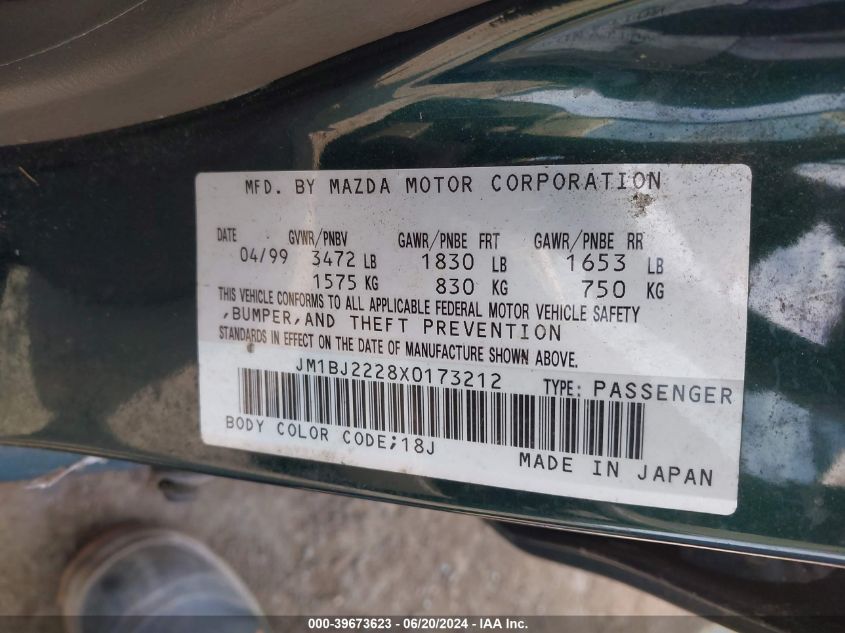 MFD. BY MAZDA MOTOR CORPORATION
DATE GVWR/PNBV GAWR/PNBE FRT GAWR/PNBE RR
04/99 3472 LB 1830 LB 1653 LB
1575 KG 830 KG 750 KG
THIS VEHICLE CONFORMS TO ALL APPLICABLE FEDERAL MOTOR VEHICLE SAFETY
,BUMPER,AND THEFT PREVENTION
STANDARDS IN EFFECT ON THE DATE OF MANUFACTURE SHOWN ABOVE.
JM1BJ2228X0173212 TYPE: PASSENGER
BODY COLOR CODE;18J
MADE IN JAPAN
000-39673623 - 06/20/2024 - IAA Inc.